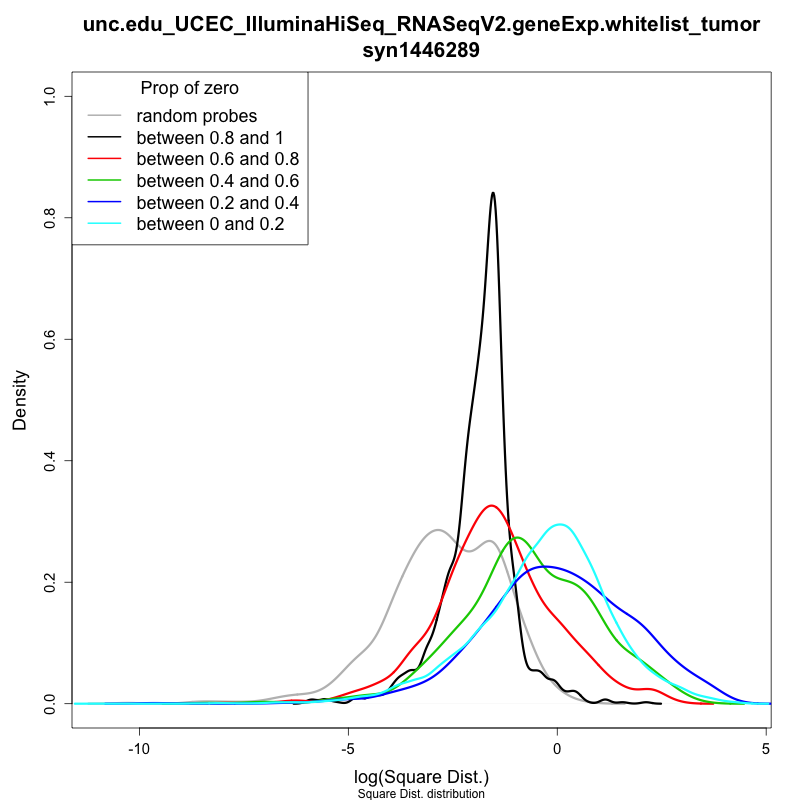 unc.edu_UCEC_IlluminaHiSeq_RNASeqV2.geneExp.whitelist_tumor
syn1446289
Prop of zero
random probes
between 0.8 and 1
between 0.6 and 0.8
between 0.4 and 0.6
between 0.2 and 0.4
between 0 and 0.2
Density
1.0
0.8
0.6
0.4
0.2
0.0
-10 -5 0 5
log(Square Dist.)
Square Dist. distribution